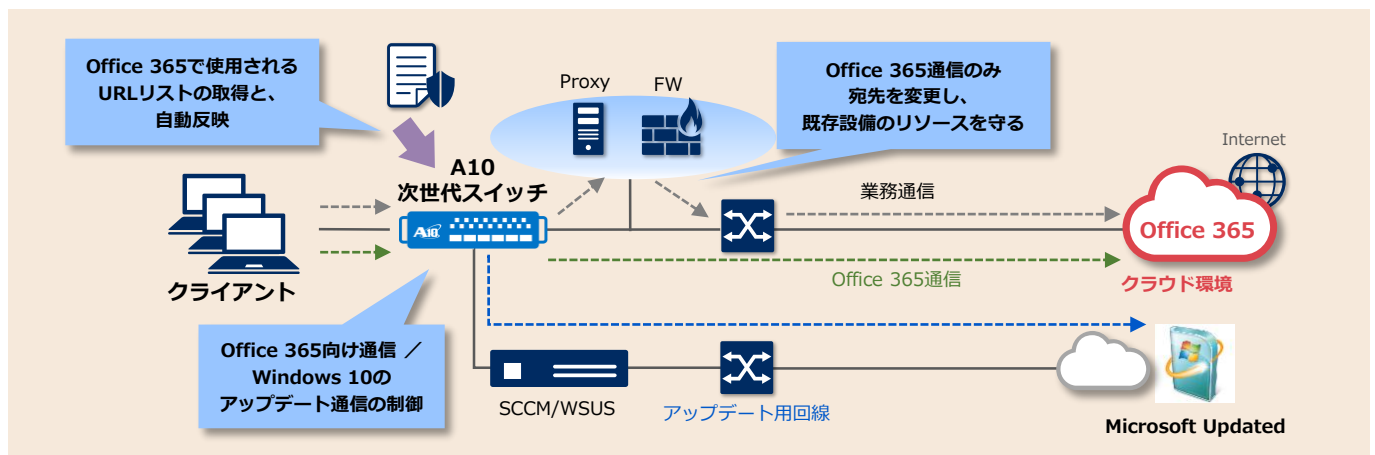 Office 365で使用される
URLリストの取得と、
自動反映
Proxy
FW
Office 365通信のみ
宛先を変更し、
既存設備のリソースを守る
Internet
A10
次世代スイッチ
A10
業務通信
Office 365
Office 365通信
クラウド環境
クライアント
Office 365向け通信 ／
Windows 10の
アップデート通信の制御
SCCM/WSUS
アップデート用回線
Microsoft Updated